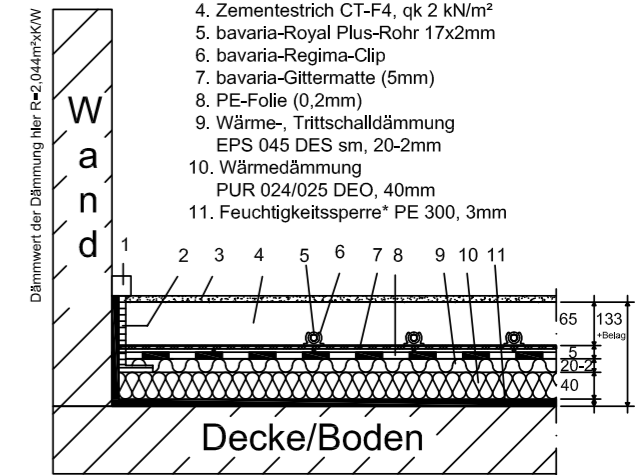 4. Zementestrich CT-F4, qk 2 kN/m²
5. bavaria-Royal Plus-Rohr 17x2mm
6. bavaria-Regima-Clip
7. bavaria-Gittermatte (5mm)
8. PE-Folie (0,2mm)
9. Wärme-, Trittschalldämmung
EPS 045 DES sm, 20-2mm
10. Wärmedämmung
PUR 024/025 DEO, 40mm
11. Feuchtigkeitssperre* PE 300, 3mm
Dämmwert der Dämmung hier R=2,044m²xK/W
Wand
1 2 3 4 5 6 7 8 9 10 11
65 133
+Belag
5
20-2
40
Decke/Boden